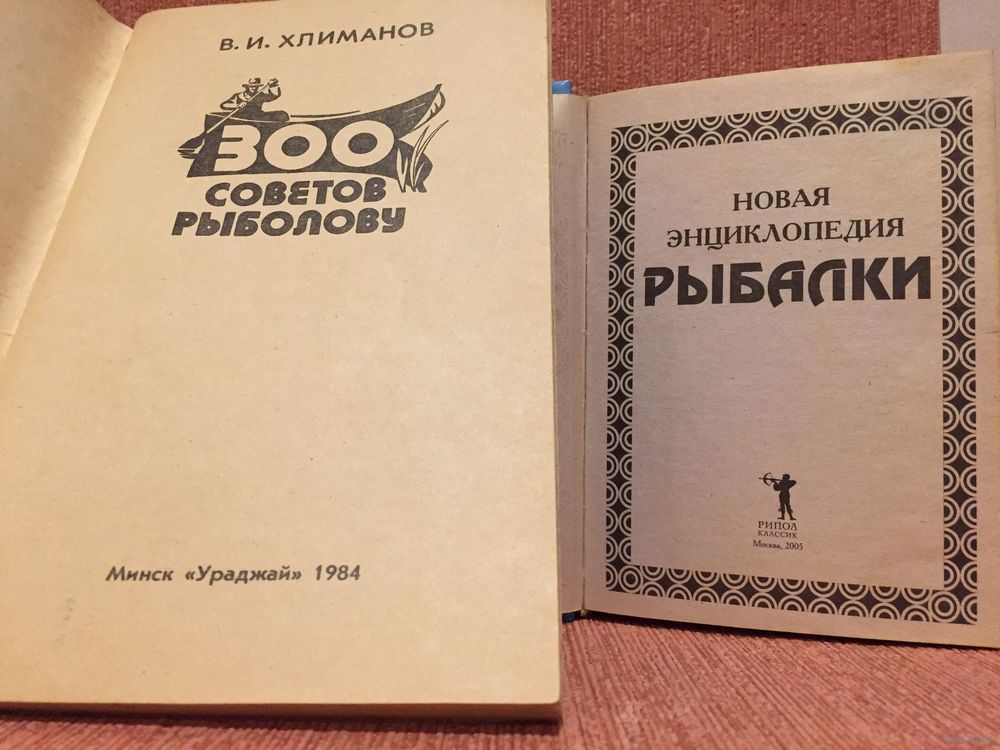 В. И. ХЛИМАНОВ
300
СОВЕТОВ
РЫБОЛОВУ
Минск «Ураджай» 1984
НОВАЯ
ЭНЦИКЛОПЕДИЯ
РЫБАЛКИ
РИПОЛ
КЛАССИК
Москва, 2005